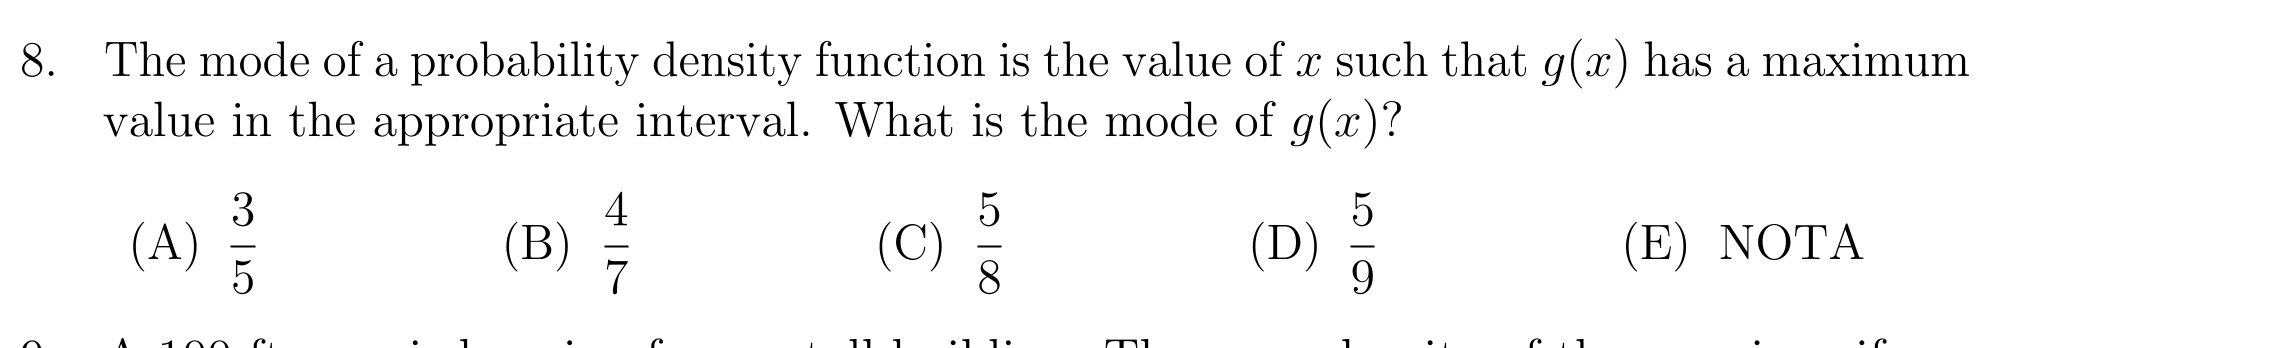 8. The mode of a probability density function is the value of x such that g(x) has a maximum
value in the appropriate interval. What is the mode of g(x)?
(A) 3/5 (B) 4/7 (C) 5/8 (D) 5/9 (E) NOTA